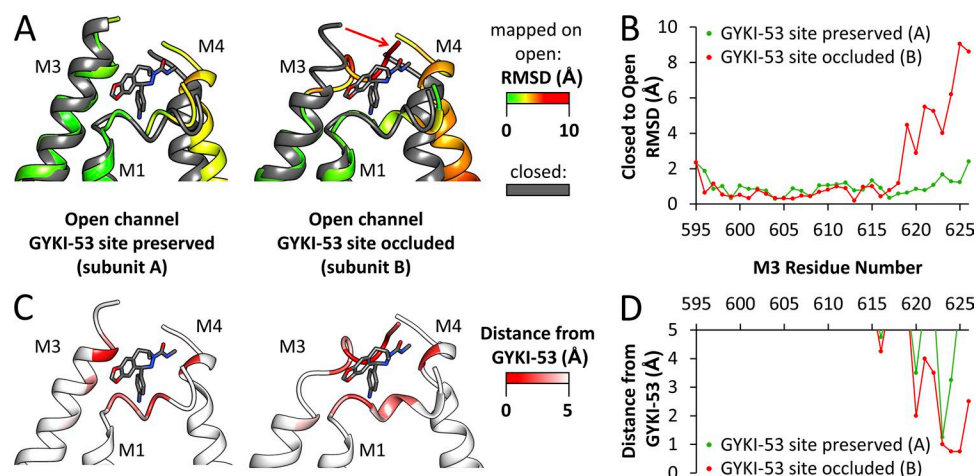 A
M3
M4
M1
M3
M4
M1
mapped on
open:
RMSD (Å)
0 10
closed:
Open channel
GYKI-53 site preserved
(subunit A)
Open channel
GYKI-53 site occluded
(subunit B)
B
GYKI-53 site preserved (A)
GYKI-53 site occluded (B)
Closed to Open
RMSD (Å)
10
8
6
4
2
0
595 600 605 610 615 620 625
M3 Residue Number
C
M3
M4
M1
M3
M4
M1
Distance from
GYKI-53 (Å)
0 5
D
595 600 605 610 615 620 625
Distance from
GYKI-53 (Å)
5
4
3
2
1
0
GYKI-53 site preserved (A)
GYKI-53 site occluded (B)